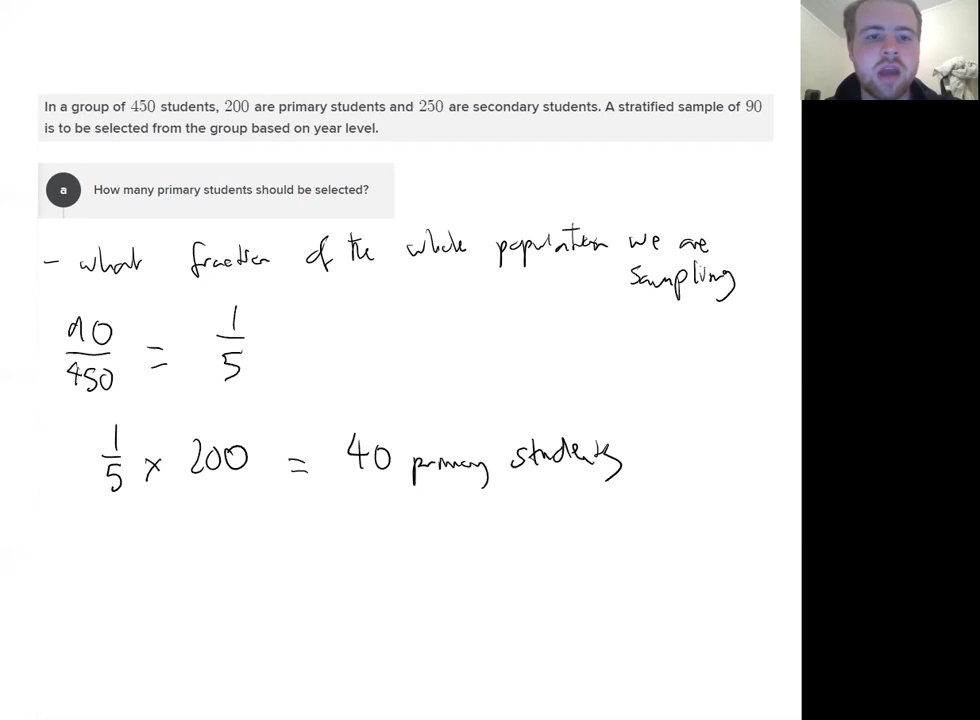 In a group of 450 students, 200 are primary students and 250 are secondary students. A stratified sample of 90
is to be selected from the group based on year level.
a How many primary students should be selected?
- what fraction of the whole population we are
sampling
90/450 = 1/5
1/5 × 200 = 40 primary students